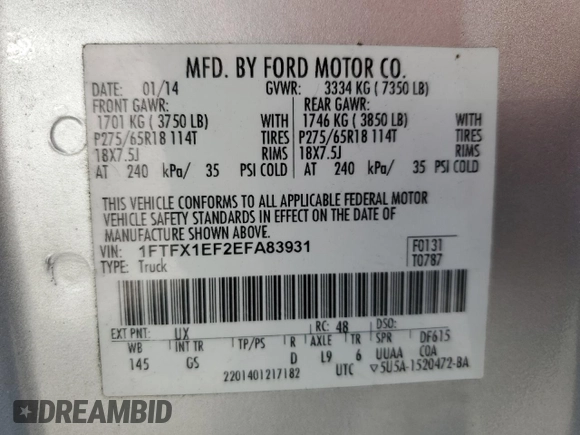 MFD. BY FORD MOTOR CO.
DATE: 01/14 GVWR: 3334 KG ( 7350 LB)
FRONT GAWR: REAR GAWR:
1701 KG ( 3750 LB) WITH 1746 KG ( 3850 LB) WITH
P275/65R18 114T TIRES P275/65R18 114T TIRES
18X7.5J RIMS 18X7.5J RIMS
AT 240 kPa/ 35 PSI COLD AT 240 kPa/ 35 PSI COLD
THIS VEHICLE CONFORMS TO ALL APPLICABLE FEDERAL MOTOR
VEHICLE SAFETY STANDARDS IN EFFECT ON THE DATE OF
MANUFACTURE SHOWN ABOVE.
VIN: 1FTFX1EF2EFA83931 F0131
TYPE: Truck T0787
EXT PNT: UX RC: 48 DSO:
WB INT TR TP/PS R AXLE TR SPR DF615
145 GS D L9 6 UUAA COA
2201401217182 UTC ▽5U5A-1520472-BA
DREAMBID
dreambid.com